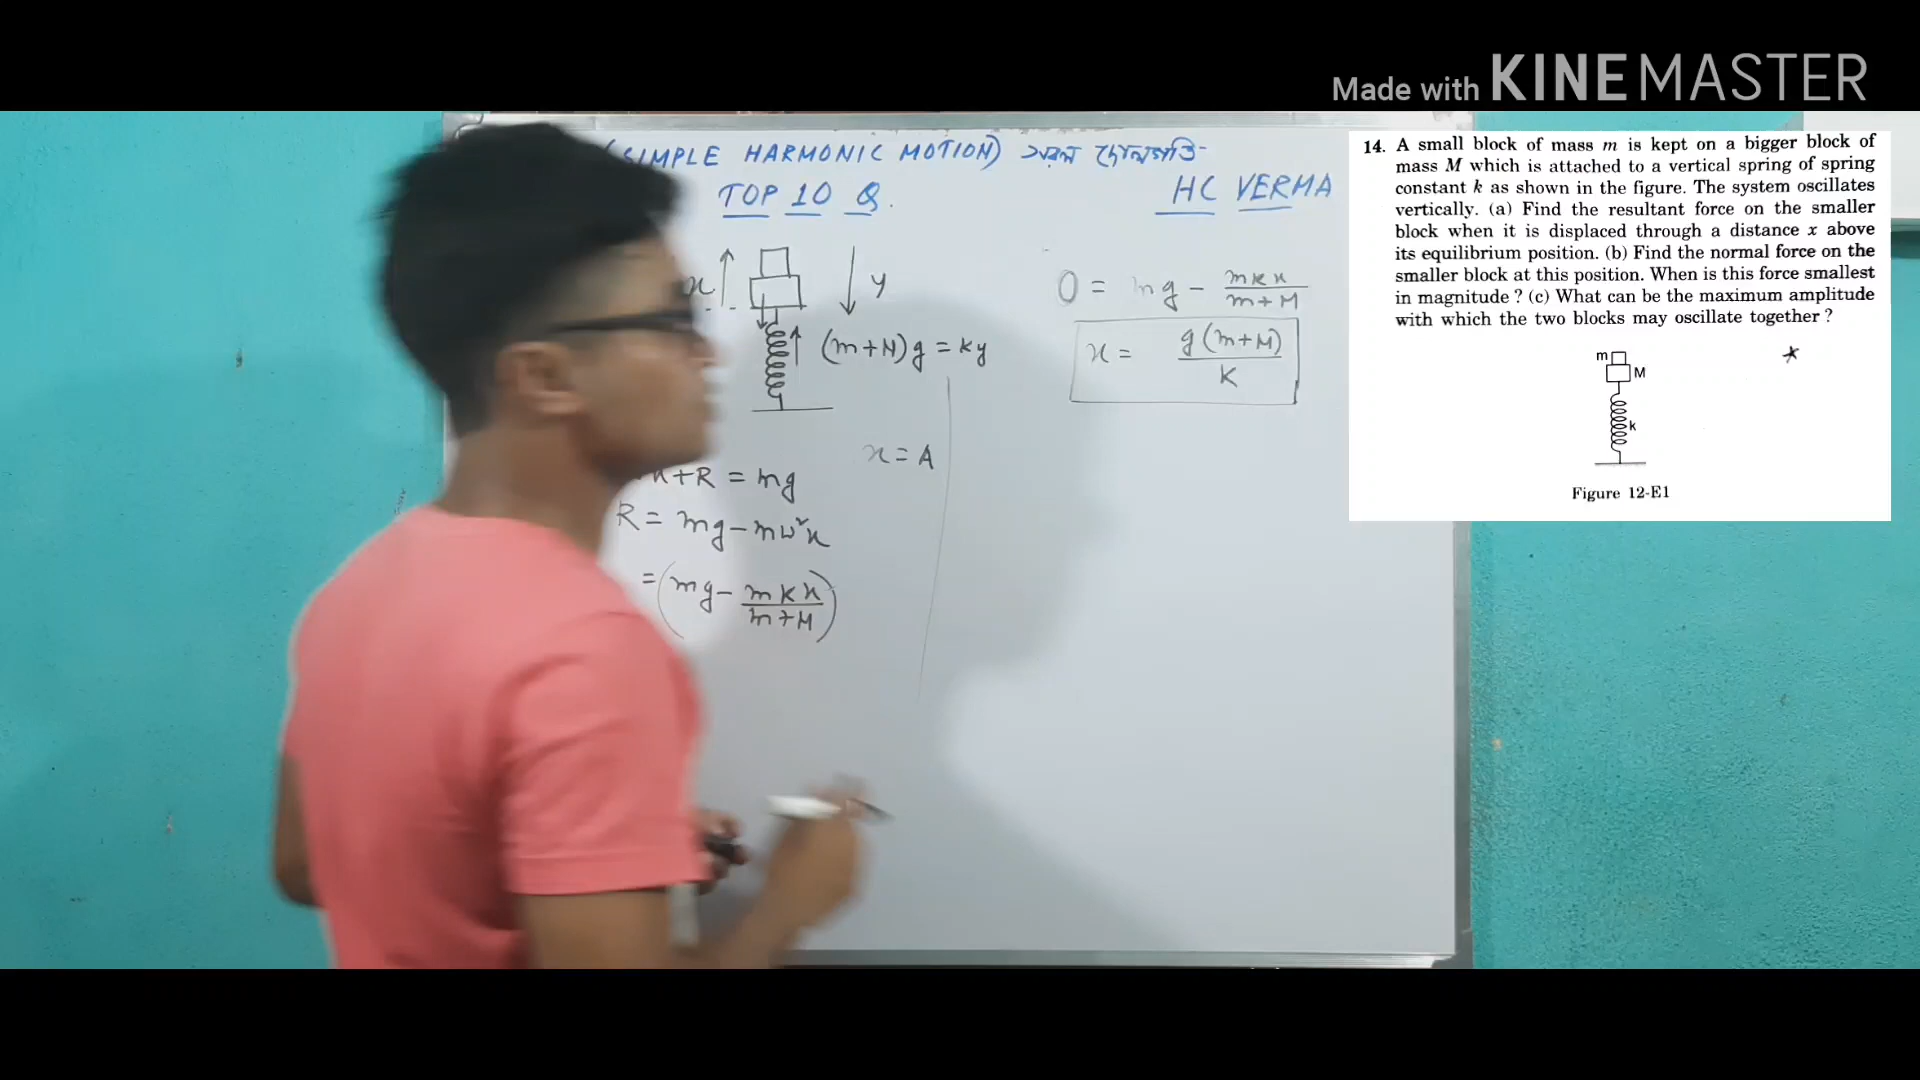 Made with KINEMASTER
(SIMPLE HARMONIC MOTION) সরল দোলগতি
TOP 10 Q.
HC VERMA
x
y
(m+M)g = ky
x+R = mg
x = A
R = mg - mω²x
= (mg - mkx/m+M)
0 = mg - mkx/m+M
x = g(m+M)/K
14. A small block of mass m is kept on a bigger block of
mass M which is attached to a vertical spring of spring
constant k as shown in the figure. The system oscillates
vertically. (a) Find the resultant force on the smaller
block when it is displaced through a distance x above
its equilibrium position. (b) Find the normal force on the
smaller block at this position. When is this force smallest
in magnitude ? (c) What can be the maximum amplitude
with which the two blocks may oscillate together ?
m
M
k
Figure 12-E1